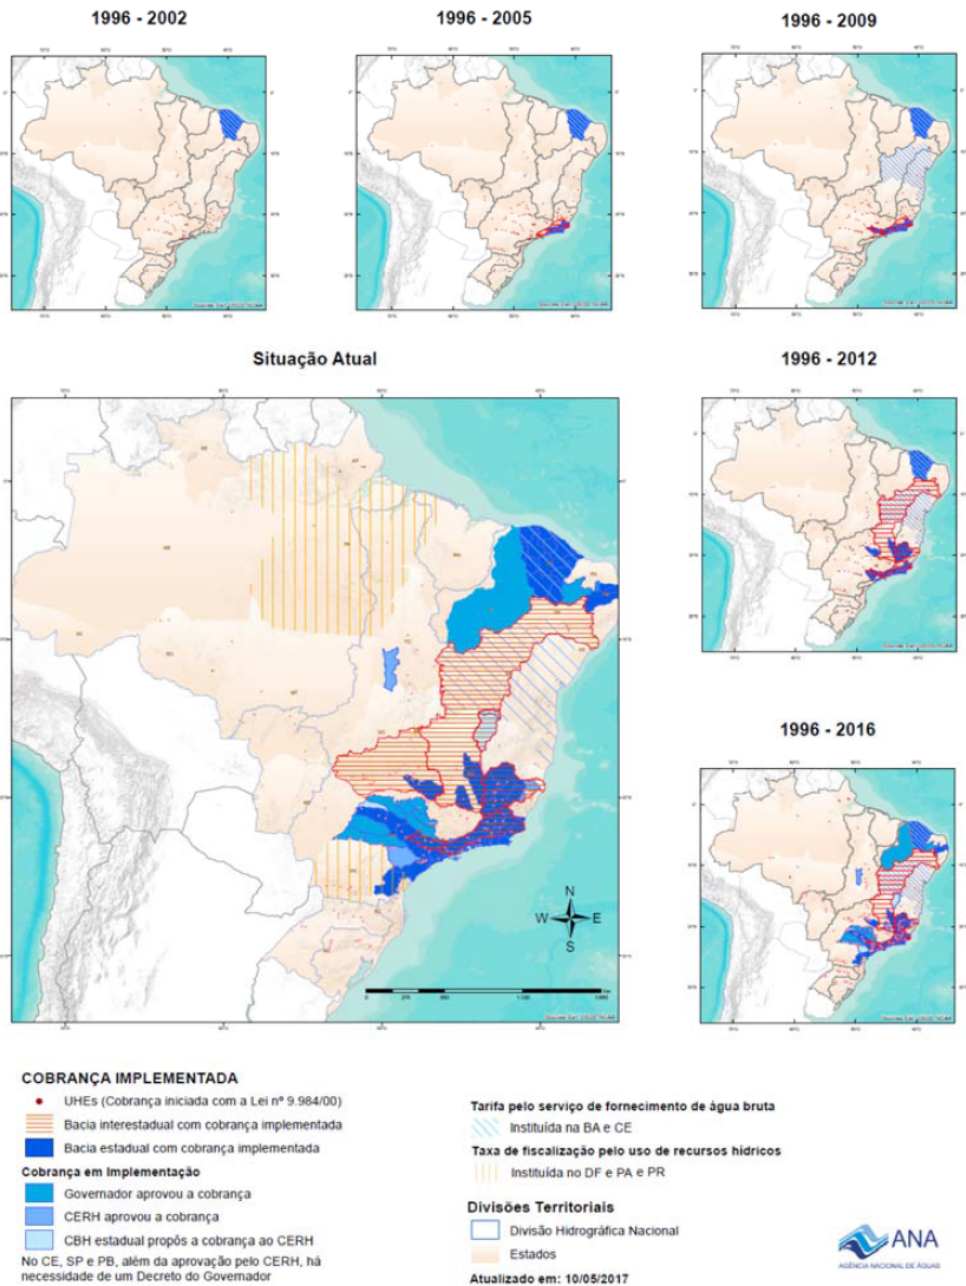 1996 - 2002
1996 - 2005
1996 - 2009
Situação Atual
1996 - 2012
1996 - 2016
N
W E
S
COBRANÇA IMPLEMENTADA
UHEs (Cobrança iniciada com a Lei nº 9.984/00)
Bacia interestadual com cobrança implementada
Bacia estadual com cobrança implementada
Cobrança em Implementação
Governador aprovou a cobrança
CERH aprovou a cobrança
CBH estadual propôs a cobrança ao CERH
No CE, SP e PB, além da aprovação pelo CERH, há
necessidade de um Decreto do Governador
Tarifa pelo serviço de fornecimento de água bruta
Instituída na BA e CE
Taxa de fiscalização pelo uso de recursos hídricos
Instituída no DF e PA e PR
Divisões Territoriais
Divisão Hidrográfica Nacional
Estados
Atualizado em: 10/05/2017
ANA
AGÊNCIA NACIONAL DE ÁGUAS